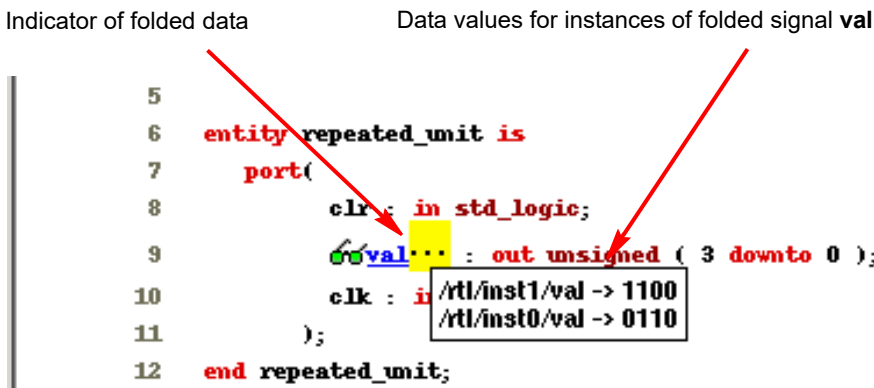 Indicator of folded data
Data values for instances of folded signal val
5
6 entity repeated_unit is
7 port(
8 clr : in std_logic;
9 val··· : out unsigned ( 3 downto 0 );
10 clk : i
/rtl/inst1/val -> 1100
/rtl/inst0/val -> 0110
11 );
12 end repeated_unit;